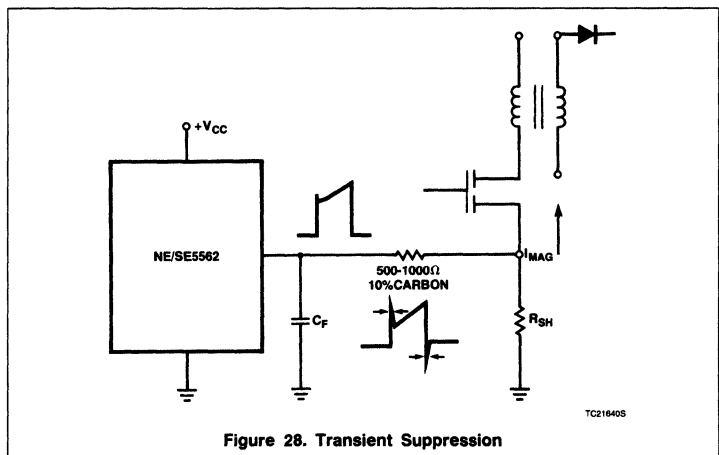 +VCC
NE/SE5562
500-1000Ω
10%CARBON
IMAG
CF
RSH
TC21640S
Figure 28. Transient Suppression